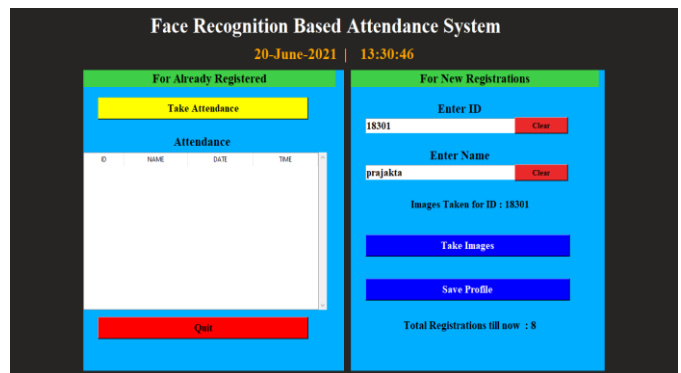 Face Recognition Based Attendance System
20-June-2021 | 13:30:46
For Already Registered
Take Attendance
Attendance
ID NAME DATE TIME
Quit
For New Registrations
Enter ID
18301 Clear
Enter Name
prajakta Clear
Images Taken for ID : 18301
Take Images
Save Profile
Total Registrations till now : 8